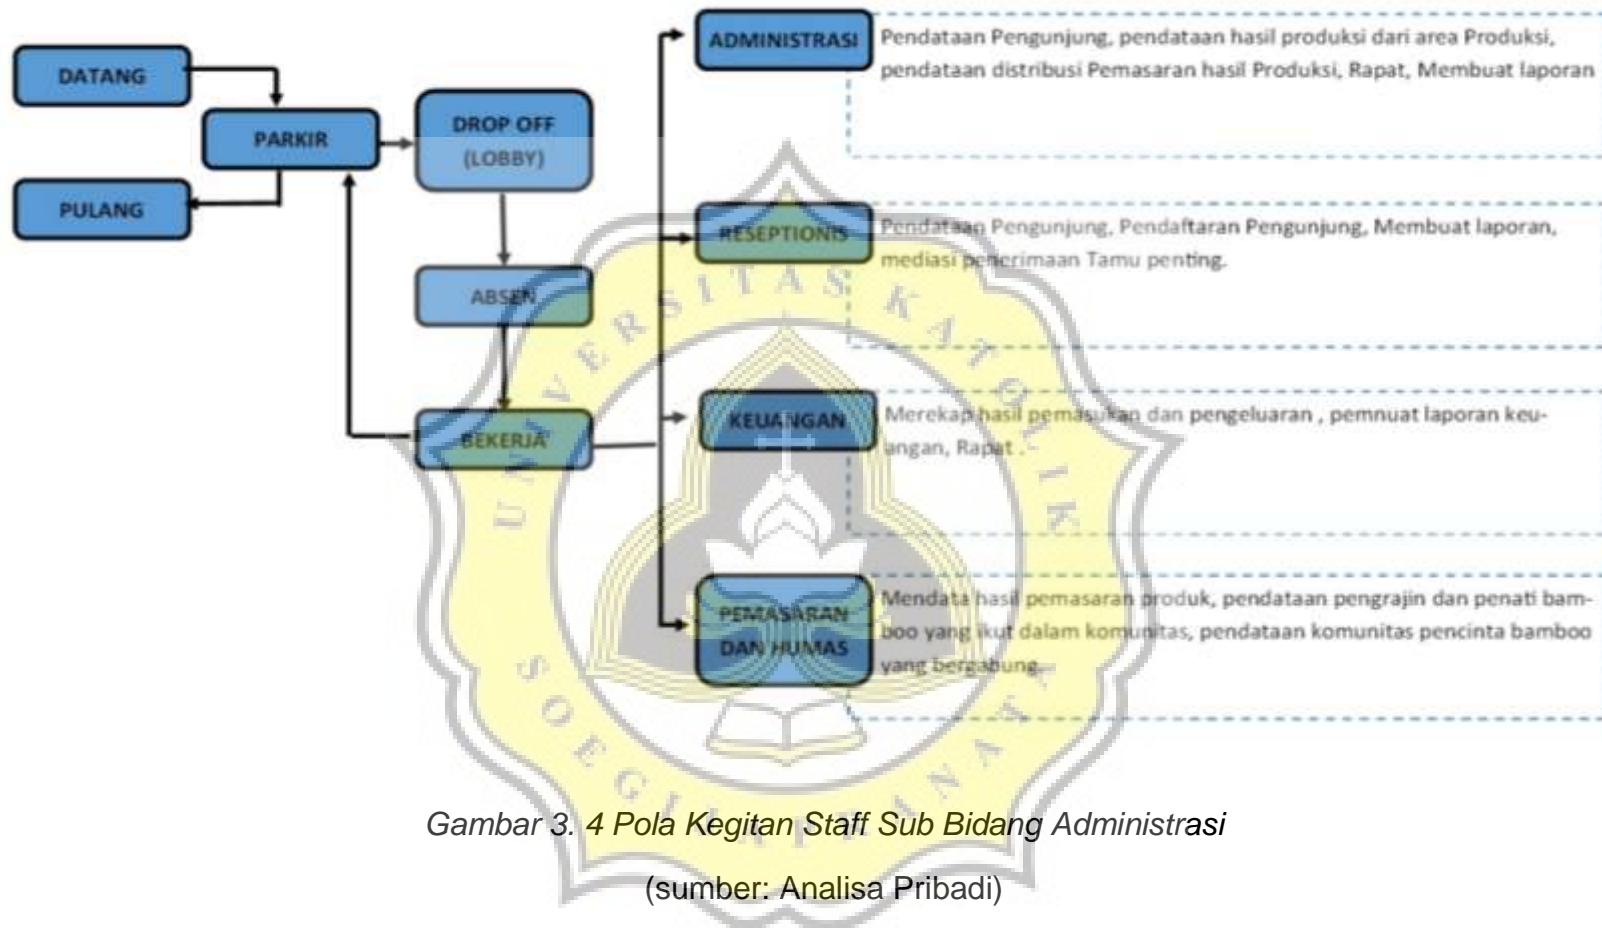 DATANG
PARKIR
PULANG
DROP OFF
(LOBBY)
ABSEN
BEKERJA
ADMINISTRASI
Pendataan Pengunjung, pendataan hasil produksi dari area Produksi,
pendataan distribusi Pemasaran hasil Produksi, Rapat, Membuat laporan
RESEPTIONIS
Pendataan Pengunjung, Pendaftaran Pengunjung, Membuat laporan,
mediasi penerimaan Tamu penting.
KEUANGAN
Merekap hasil pemasukan dan pengeluaran , pemnuat laporan keu-
angan, Rapat .
PEMASARAN
DAN HUMAS
Mendata hasil pemasaran produk, pendataan pengrajin dan penati bam-
boo yang ikut dalam komunitas, pendataan komunitas pencinta bamboo
yang bergabung.
UNIVERSITAS KATOLIK
SOEGIJAPRANATA
Gambar 3. 4 Pola Kegitan Staff Sub Bidang Administrasi
(sumber: Analisa Pribadi)